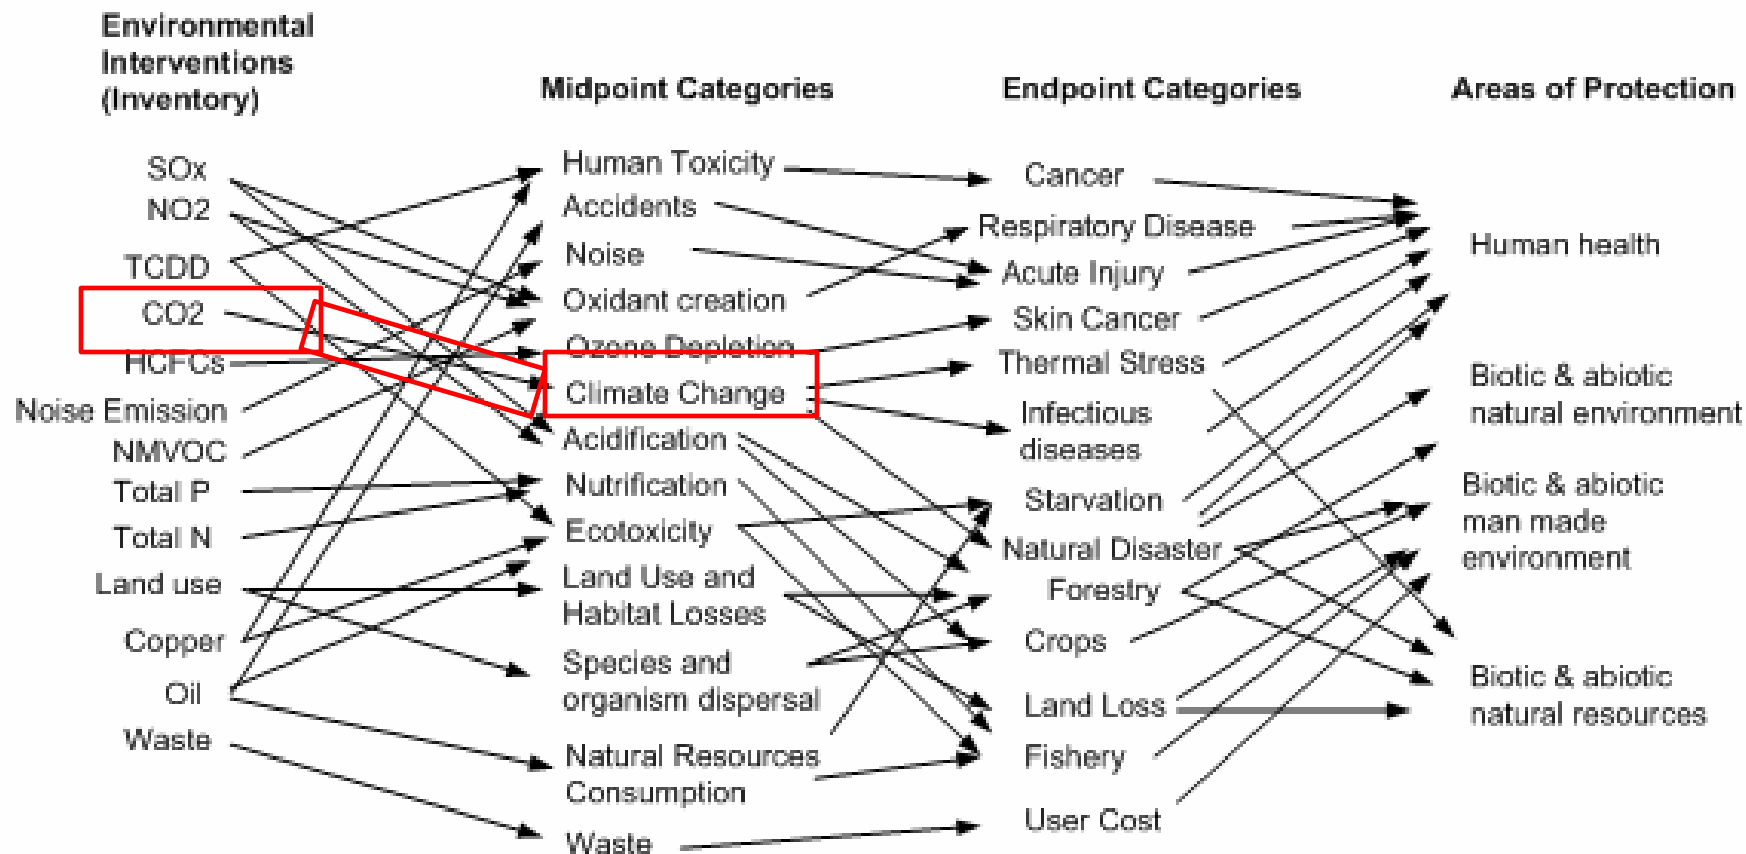 Environmental
Interventions
(Inventory)
Midpoint Categories
Endpoint Categories
Areas of Protection
SOx
NO2
TCDD
CO2
HCFCs
Noise Emission
NMVOC
Total P
Total N
Land use
Copper
Oil
Waste
Human Toxicity
Accidents
Noise
Oxidant creation
Ozone Depletion
Climate Change
Acidification
Nutrification
Ecotoxicity
Land Use and
Habitat Losses
Species and
organism dispersal
Natural Resources
Consumption
Waste
Cancer
Respiratory Disease
Acute Injury
Skin Cancer
Thermal Stress
Infectious
diseases
Starvation
Natural Disaster
Forestry
Crops
Land Loss
Fishery
User Cost
Human health
Biotic & abiotic
natural environment
Biotic & abiotic
man made
environment
Biotic & abiotic
natural resources